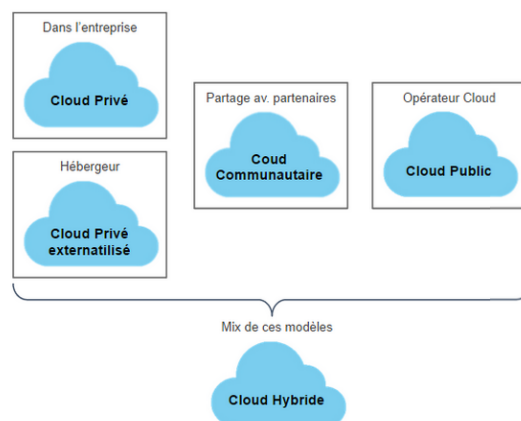 Dans l'entreprise
Cloud Privé
Hébergeur
Cloud Privé
externatilisé
Partage av. partenaires
Coud
Communautaire
Opérateur Cloud
Cloud Public
Mix de ces modèles
Cloud Hybride